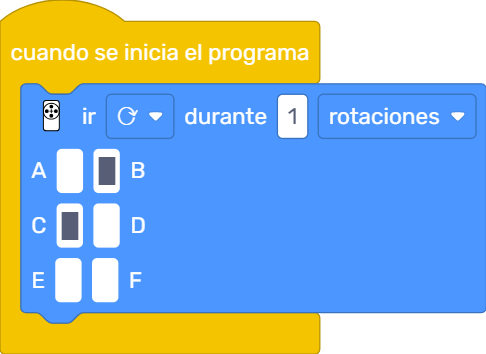 cuando se inicia el programa
ir durante 1 rotaciones
A B
C D
E F